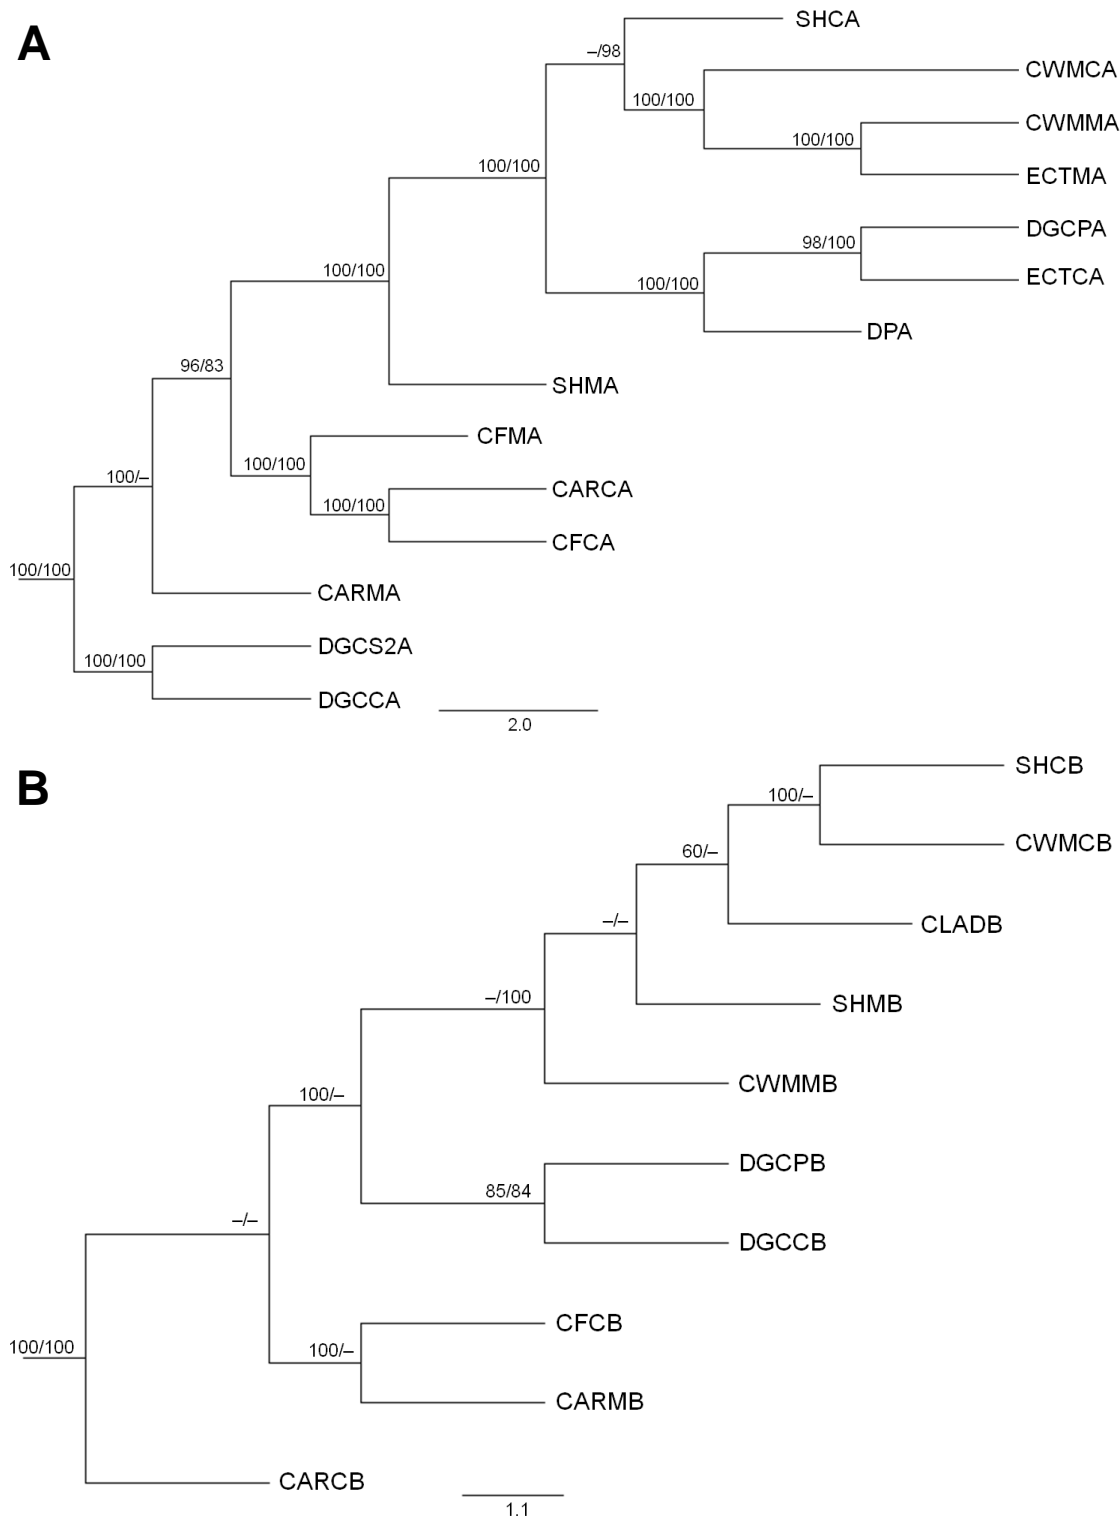 A
SHCA
–/98
CWMCA
100/100
CWMMA
100/100
ECTMA
100/100
DGCPA
98/100
ECTCA
100/100
100/100
DPA
96/83
SHMA
CFMA
100/100
100/–
CARCA
100/100
CFCA
100/100
CARMA
DGCS2A
100/100
DGCCA
2.0
B
SHCB
100/–
CWMCB
60/–
CLADB
–/–
SHMB
–/100
CWMMB
100/–
DGCPB
85/84
DGCCB
–/–
CFCB
100/100
100/–
CARMB
CARCB
1.1